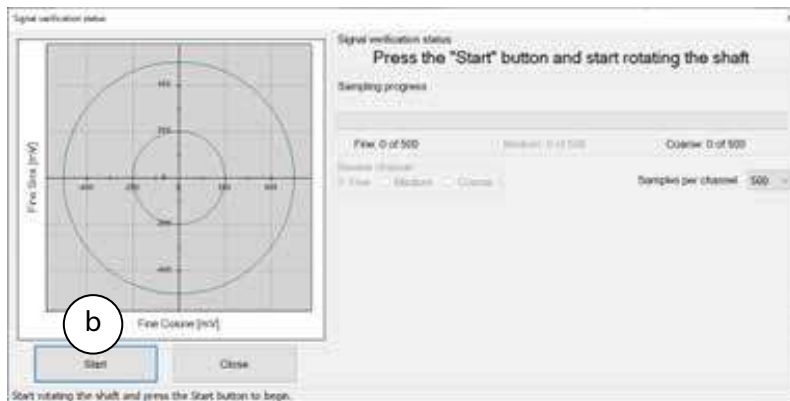 Signal verification status
Signal verification status
Press the "Start" button and start rotating the shaft
Sampling progress
Fine: 0 of 500 Medium: 0 of 500 Coarse: 0 of 500
Fine Medium Coarse
Samples per channel 500
Fine Sine [mV]
400
200
-400 -200 0 200 400
-200
-400
b
Fine Cosine [mV]
Start Close
Start rotating the shaft and press the Start button to begin.